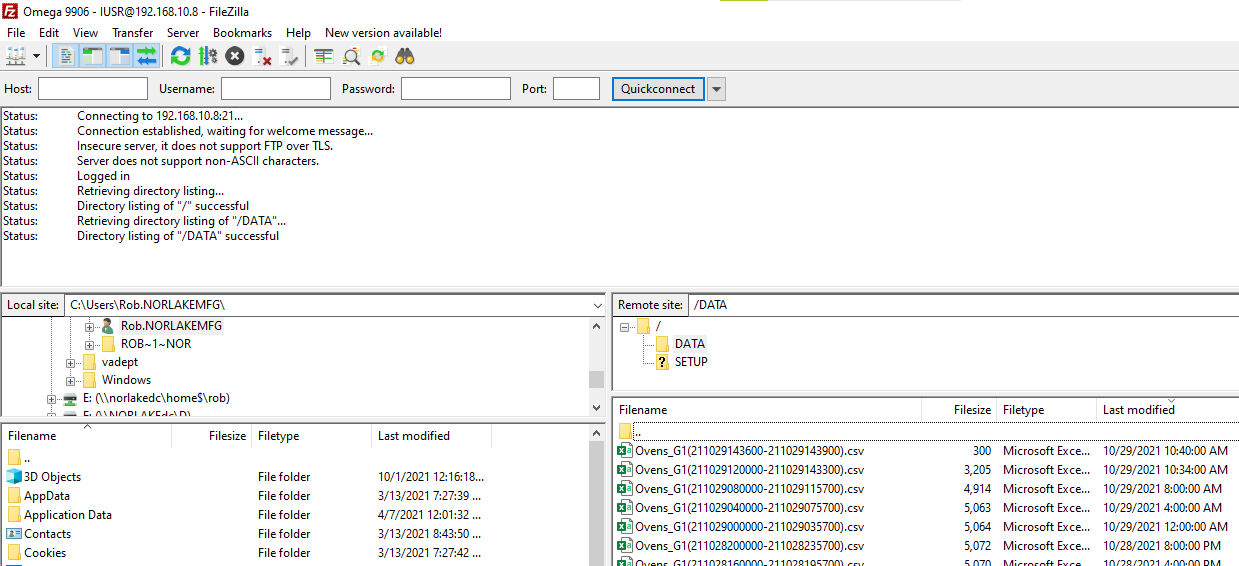 Omega 9906 - IUSR@192.168.10.8 - FileZilla
File Edit View Transfer Server Bookmarks Help New version available!
Host: Username: Password: Port: Quickconnect
Status: Connecting to 192.168.10.8:21...
Status: Connection established, waiting for welcome message...
Status: Insecure server, it does not support FTP over TLS.
Status: Server does not support non-ASCII characters.
Status: Logged in
Status: Retrieving directory listing...
Status: Directory listing of "/" successful
Status: Retrieving directory listing of "/DATA"...
Status: Directory listing of "/DATA" successful
Local site: C:\Users\Rob.NORLAKEMFG\
Rob.NORLAKEMFG
ROB~1~NOR
vadept
Windows
E: (\\norlakedc\home$\rob)
F: (\\NORLAKEdc\D)
Filename Filesize Filetype Last modified
..
3D Objects File folder 10/1/2021 12:16:18...
AppData File folder 3/13/2021 7:27:39 ...
Application Data File folder 4/7/2021 12:01:32 ...
Contacts File folder 3/13/2021 8:43:50 ...
Cookies File folder 3/13/2021 7:27:42 ...
Remote site: /DATA
/
DATA
? SETUP
Filename Filesize Filetype Last modified
..
Ovens_G1(211029143600-211029143900).csv 300 Microsoft Exce... 10/29/2021 10:40:00 AM
Ovens_G1(211029120000-211029143300).csv 3,205 Microsoft Exce... 10/29/2021 10:34:00 AM
Ovens_G1(211029080000-211029115700).csv 4,914 Microsoft Exce... 10/29/2021 8:00:00 AM
Ovens_G1(211029040000-211029075700).csv 5,063 Microsoft Exce... 10/29/2021 4:00:00 AM
Ovens_G1(211029000000-211029035700).csv 5,064 Microsoft Exce... 10/29/2021 12:00:00 AM
Ovens_G1(211028200000-211028235700).csv 5,072 Microsoft Exce... 10/28/2021 8:00:00 PM
Ovens_G1(211028160000-211028195700).csv 5,070 Microsoft Exce... 10/28/2021 4:00:00 PM